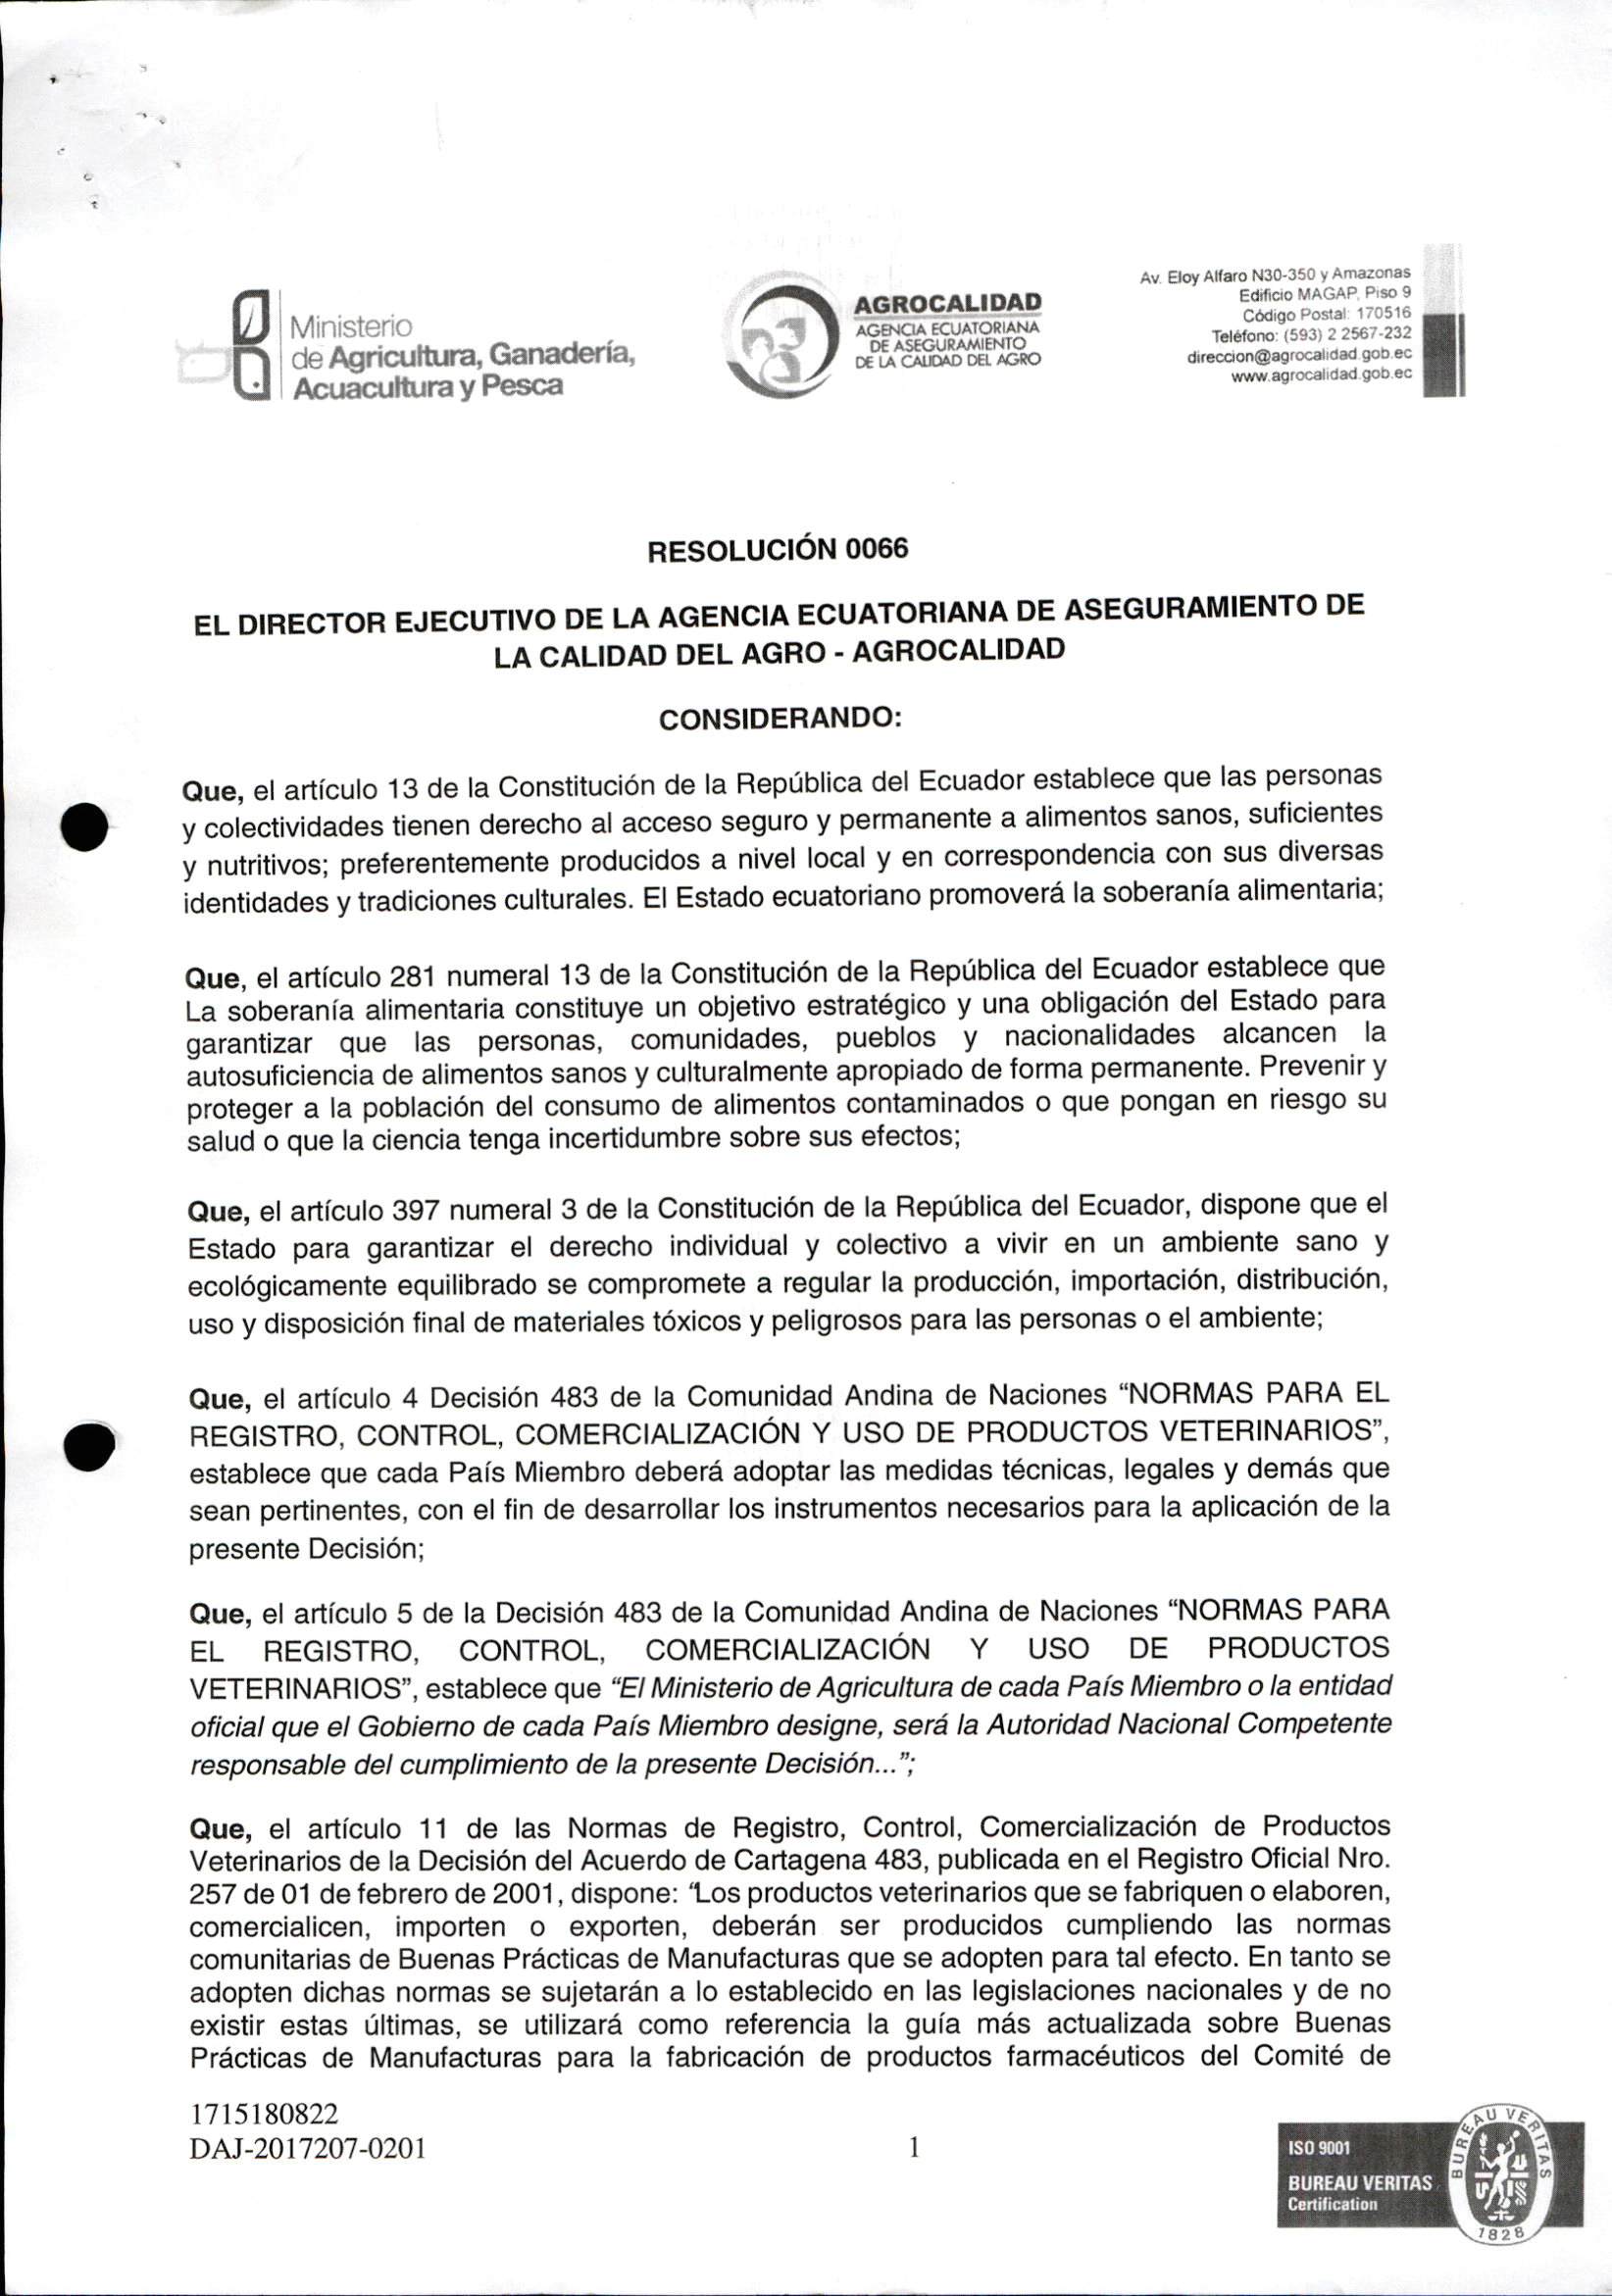 Ministerio
de Agricultura, Ganadería,
Acuacultura y Pesca
AGROCALIDAD
AGENCIA ECUATORIANA
DE ASEGURAMIENTO
DE LA CALIDAD DEL AGRO
Av. Eloy Alfaro N30-350 y Amazonas
Edificio MAGAP, Piso 9
Código Postal: 170516
Teléfono: (593) 2 2567-232
direccion@agrocalidad.gob.ec
www.agrocalidad.gob.ec
RESOLUCIÓN 0066
EL DIRECTOR EJECUTIVO DE LA AGENCIA ECUATORIANA DE ASEGURAMIENTO DE
LA CALIDAD DEL AGRO - AGROCALIDAD
CONSIDERANDO:
Que, el artículo 13 de la Constitución de la República del Ecuador establece que las personas
y colectividades tienen derecho al acceso seguro y permanente a alimentos sanos, suficientes
y nutritivos; preferentemente producidos a nivel local y en correspondencia con sus diversas
identidades y tradiciones culturales. El Estado ecuatoriano promoverá la soberanía alimentaria;
Que, el artículo 281 numeral 13 de la Constitución de la República del Ecuador establece que
La soberanía alimentaria constituye un objetivo estratégico y una obligación del Estado para
garantizar que las personas, comunidades, pueblos y nacionalidades alcancen la
autosuficiencia de alimentos sanos y culturalmente apropiado de forma permanente. Prevenir y
proteger a la población del consumo de alimentos contaminados o que pongan en riesgo su
salud o que la ciencia tenga incertidumbre sobre sus efectos;
Que, el artículo 397 numeral 3 de la Constitución de la República del Ecuador, dispone que el
Estado para garantizar el derecho individual y colectivo a vivir en un ambiente sano y
ecológicamente equilibrado se compromete a regular la producción, importación, distribución,
uso y disposición final de materiales tóxicos y peligrosos para las personas o el ambiente;
Que, el artículo 4 Decisión 483 de la Comunidad Andina de Naciones “NORMAS PARA EL
REGISTRO, CONTROL, COMERCIALIZACIÓN Y USO DE PRODUCTOS VETERINARIOS”,
establece que cada País Miembro deberá adoptar las medidas técnicas, legales y demás que
sean pertinentes, con el fin de desarrollar los instrumentos necesarios para la aplicación de la
presente Decisión;
Que, el artículo 5 de la Decisión 483 de la Comunidad Andina de Naciones “NORMAS PARA
EL REGISTRO, CONTROL, COMERCIALIZACIÓN Y USO DE PRODUCTOS
VETERINARIOS”, establece que “El Ministerio de Agricultura de cada País Miembro o la entidad
oficial que el Gobierno de cada País Miembro designe, será la Autoridad Nacional Competente
responsable del cumplimiento de la presente Decisión...”;
Que, el artículo 11 de las Normas de Registro, Control, Comercialización de Productos
Veterinarios de la Decisión del Acuerdo de Cartagena 483, publicada en el Registro Oficial Nro.
257 de 01 de febrero de 2001, dispone: “Los productos veterinarios que se fabriquen o elaboren,
comercialicen, importen o exporten, deberán ser producidos cumpliendo las normas
comunitarias de Buenas Prácticas de Manufacturas que se adopten para tal efecto. En tanto se
adopten dichas normas se sujetarán a lo establecido en las legislaciones nacionales y de no
existir estas últimas, se utilizará como referencia la guía más actualizada sobre Buenas
Prácticas de Manufacturas para la fabricación de productos farmacéuticos del Comité de
1715180822
DAJ-2017207-0201
1
ISO 9001
BUREAU VERITAS
Certification
BUREAU VERITAS
1828